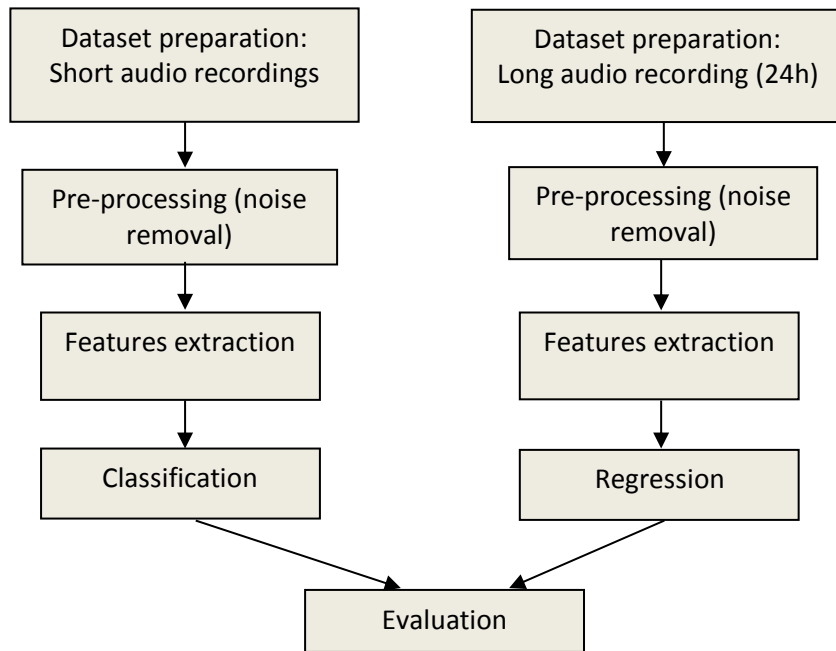 Dataset preparation:
Short audio recordings
Dataset preparation:
Long audio recording (24h)
Pre-processing (noise
removal)
Pre-processing (noise
removal)
Features extraction
Features extraction
Classification
Regression
Evaluation